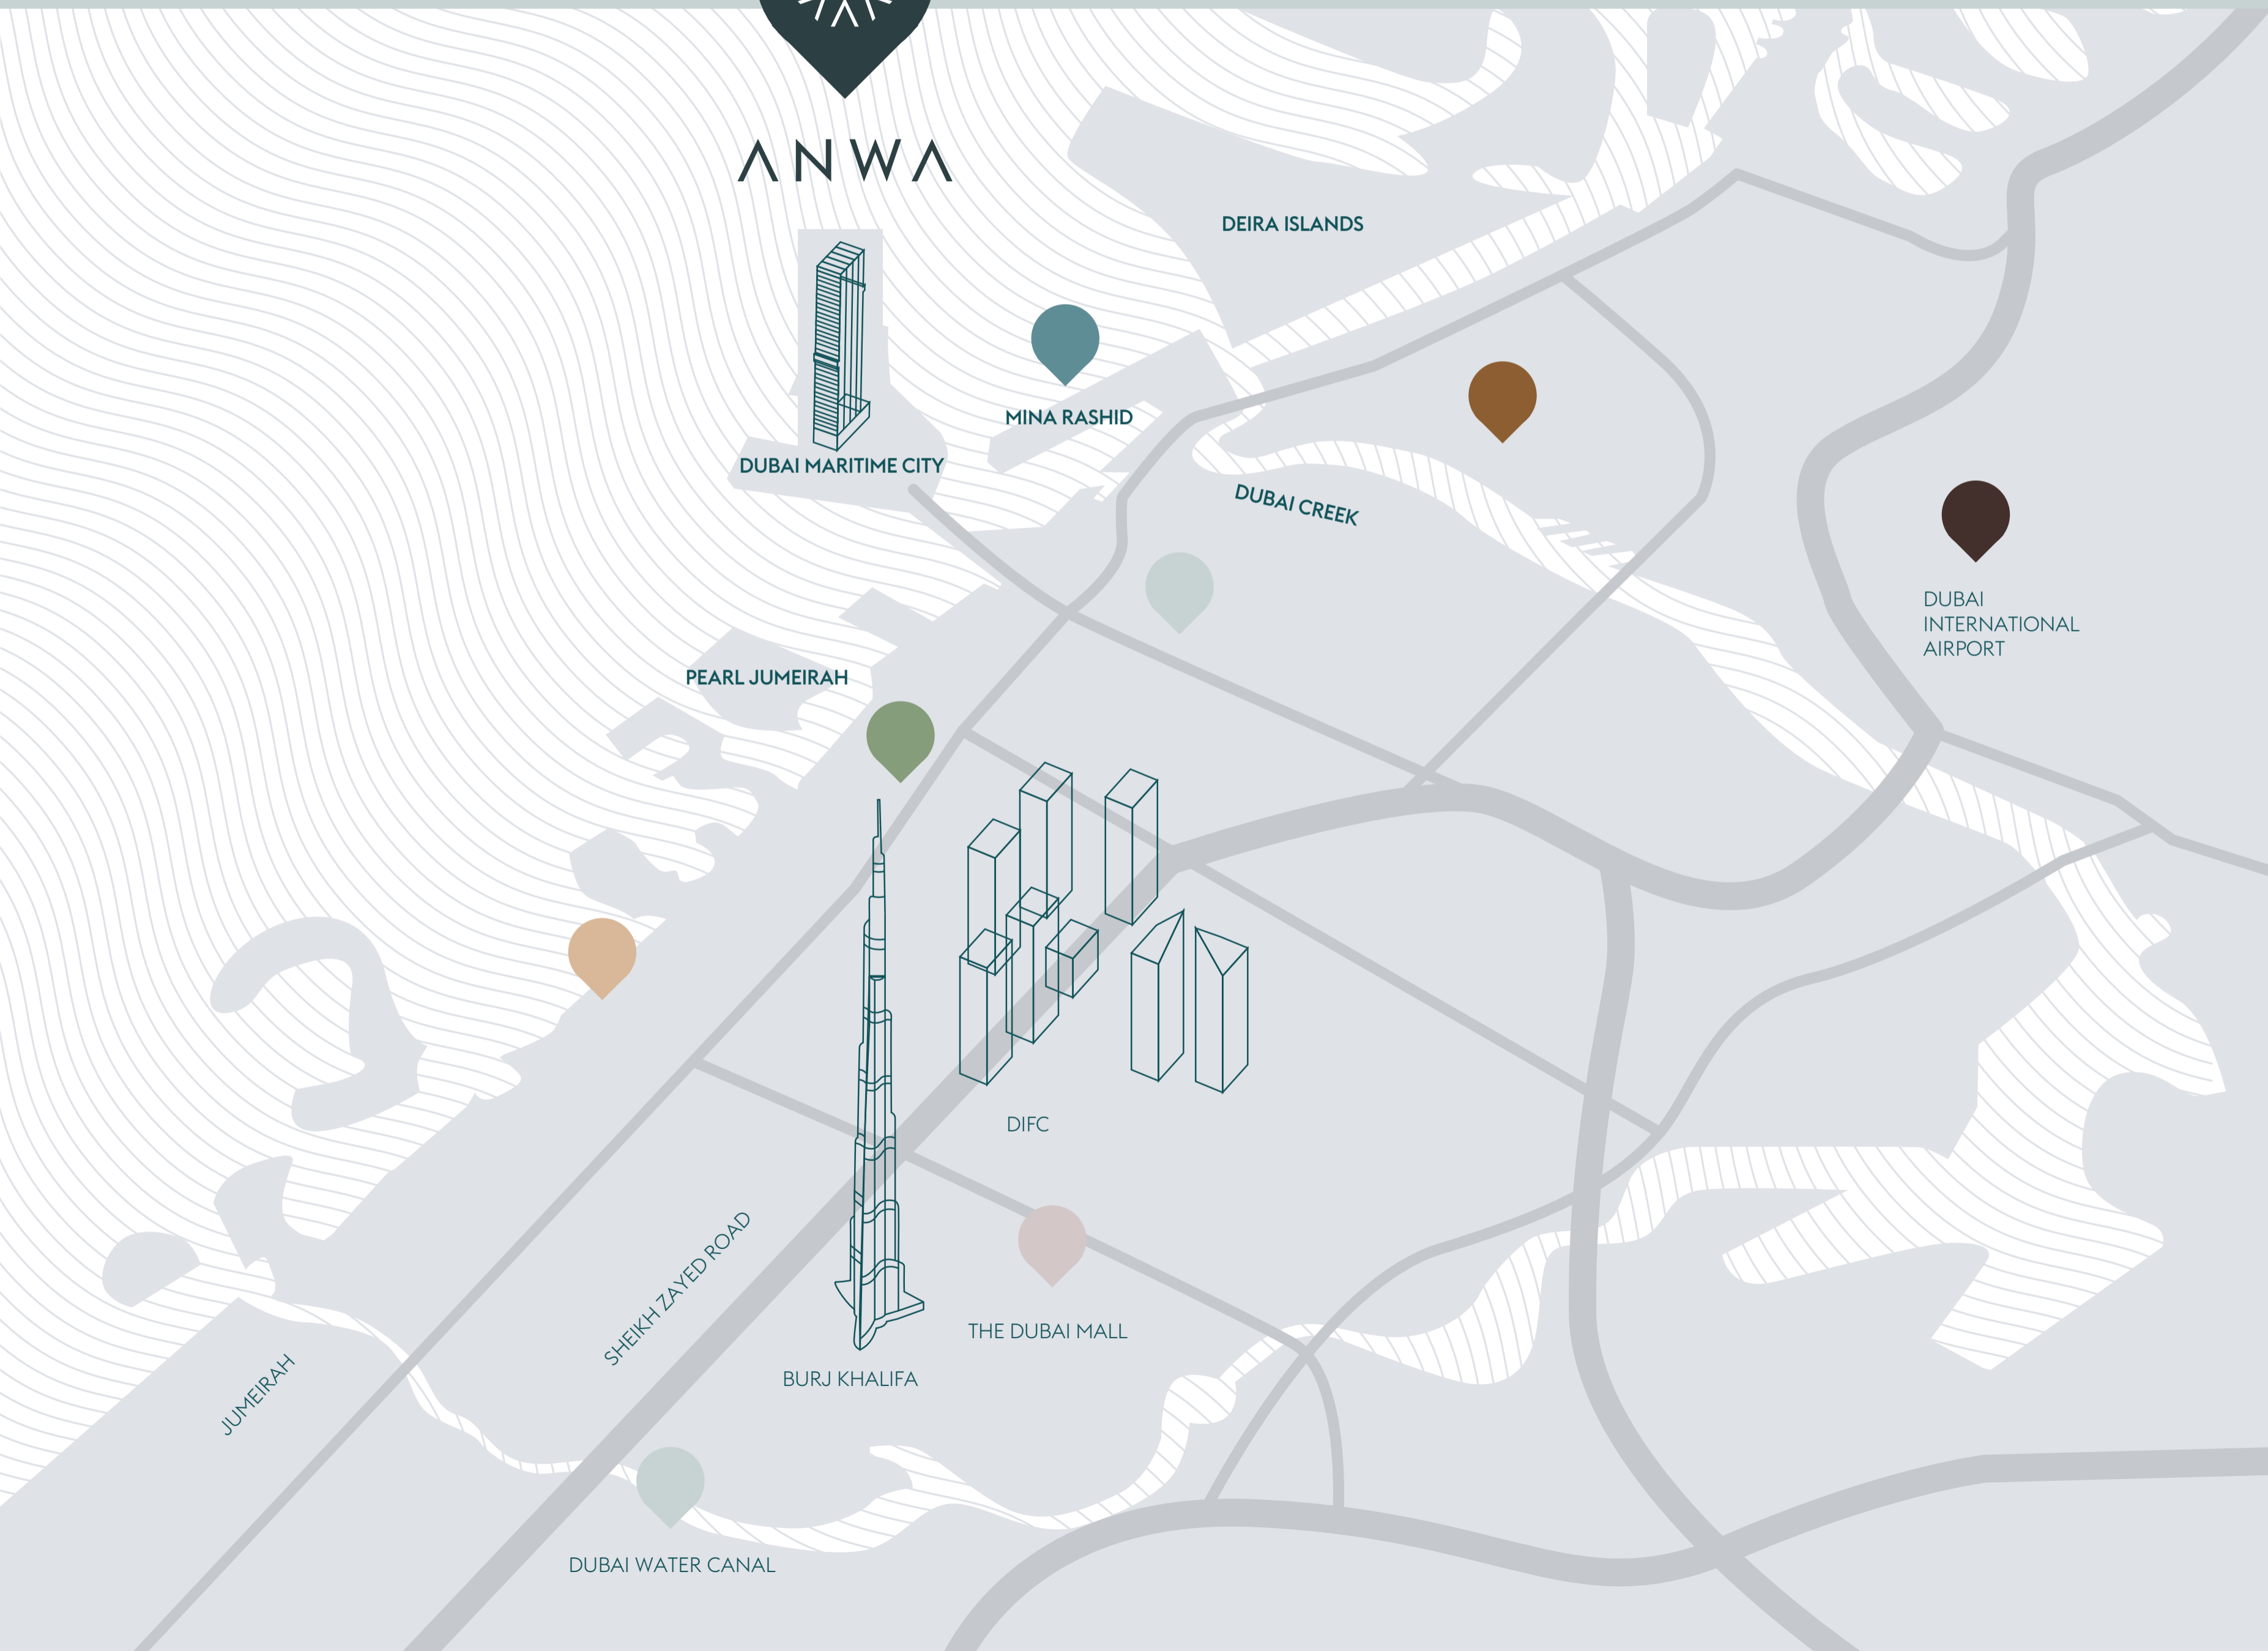 ANWA
DEIRA ISLANDS
MINA RASHID
DUBAI MARITIME CITY
DUBAI CREEK
DUBAI
INTERNATIONAL
AIRPORT
PEARL JUMEIRAH
DIFC
SHEIKH ZAYED ROAD
THE DUBAI MALL
BURJ KHALIFA
JUMEIRAH
DUBAI WATER CANAL